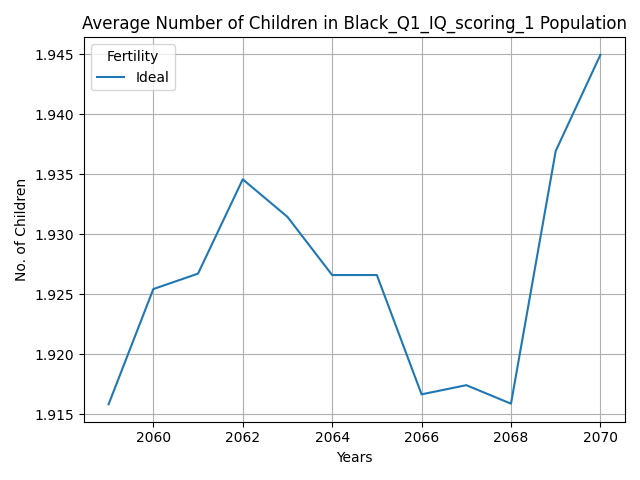 Average Number of Children in Black_Q1_IQ_scoring_1 Population
Fertility
Ideal
No. of Children
1.945
1.940
1.935
1.930
1.925
1.920
1.915
2060 2062 2064 2066 2068 2070
Years